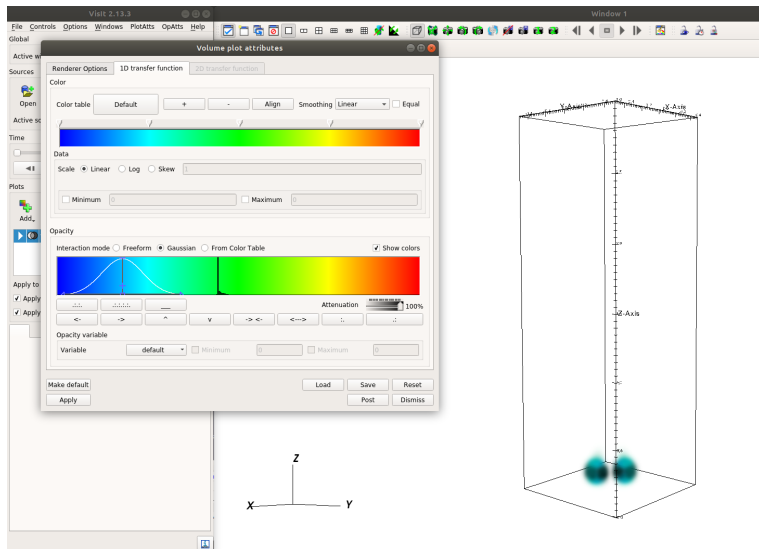 VisIt 2.13.3
File Controls Options Windows PlotAtts OpAtts Help
Global
Active w
Sources
Open
Active so
Time
Plots
Add
Apply to
Apply
Apply
Window 1
Volume plot attributes
Renderer Options 1D transfer function 2D transfer function
Color
Color table Default + - Align Smoothing Linear Equal
Data
Scale Linear Log Skew 1
Minimum 0 Maximum 0
Opacity
Interaction mode Freeform Gaussian From Color Table Show colors
.:.:. .:.:.:.:. __ Attenuation 100%
<- -> ^ v -> <- <---> :. .:
Opacity variable
Variable default Minimum 0 Maximum 0
Make default Load Save Reset
Apply Post Dismiss
Y-Axis X-Axis
Z-Axis
Z
X Y